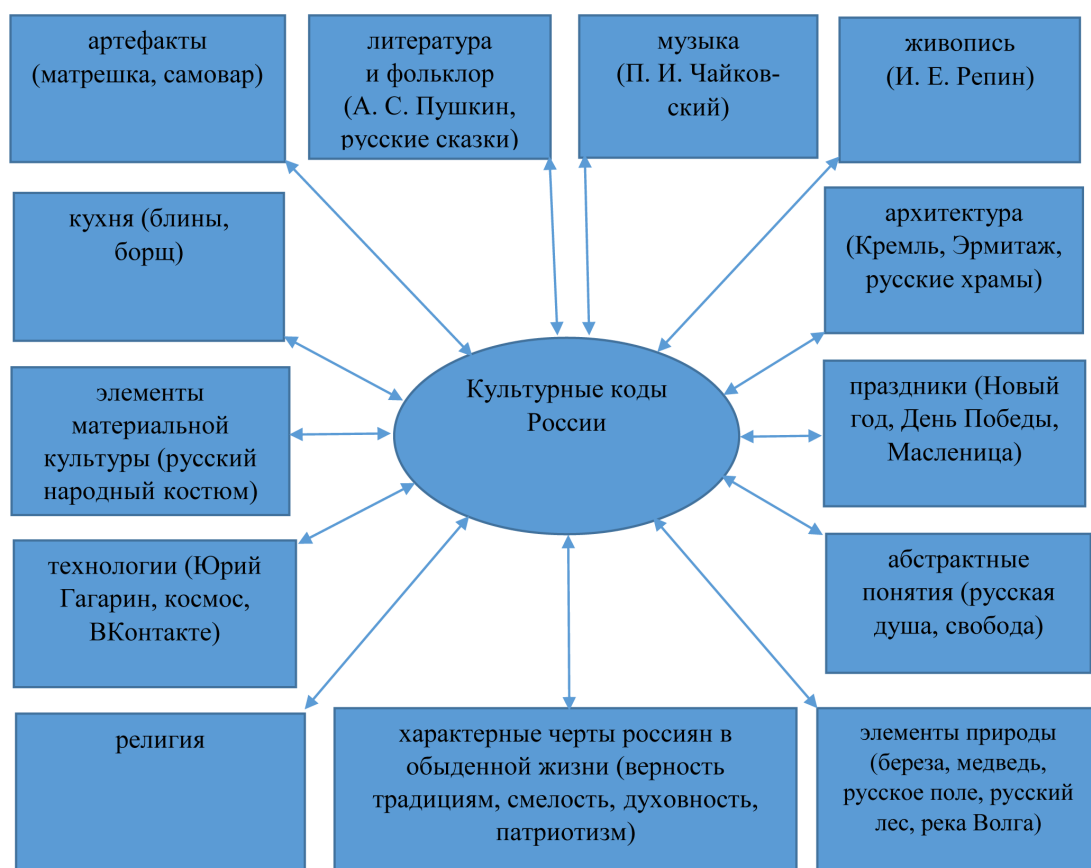 артефакты
(матрешка, самовар)
литература
и фольклор
(А. С. Пушкин,
русские сказки)
музыка
(П. И. Чайков-
ский)
живопись
(И. Е. Репин)
кухня (блины,
борщ)
архитектура
(Кремль, Эрмитаж,
русские храмы)
Культурные коды
России
элементы
материальной
культуры (русский
народный костюм)
праздники (Новый
год, День Победы,
Масленица)
технологии (Юрий
Гагарин, космос,
ВКонтакте)
абстрактные
понятия (русская
душа, свобода)
религия
характерные черты россиян в
обыденной жизни (верность
традициям, смелость, духовность,
патриотизм)
элементы природы
(береза, медведь,
русское поле, русский
лес, река Волга)